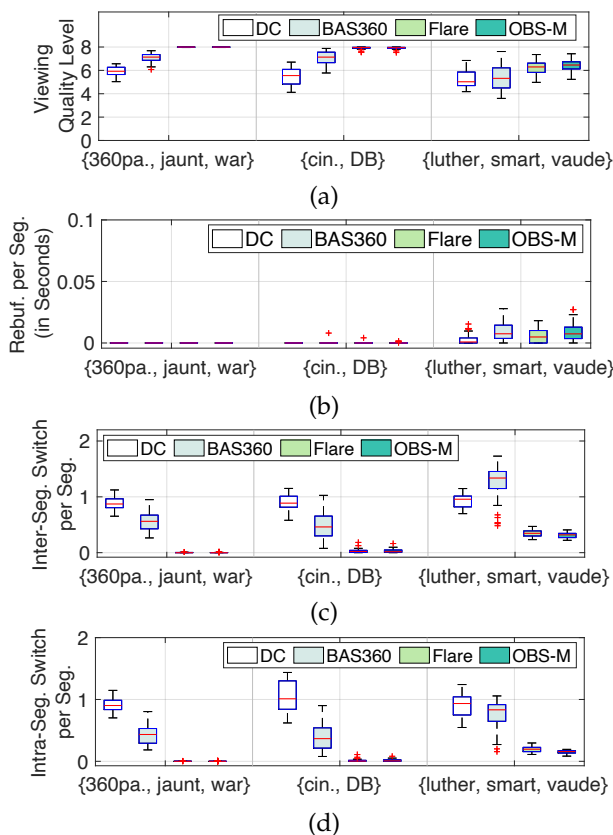 DC BAS360 Flare OBS-M
Viewing
Quality Level
8
6
4
2
0
{360pa., jaunt, war} {cin., DB} {luther, smart, vaude}
(a)
DC BAS360 Flare OBS-M
Rebuf. per Seg.
(in Seconds)
0.1
0.05
0
{360pa., jaunt, war} {cin., DB} {luther, smart, vaude}
(b)
DC BAS360 Flare OBS-M
Inter-Seg. Switch
per Seg.
2
1
0
{360pa., jaunt, war} {cin., DB} {luther, smart, vaude}
(c)
DC BAS360 Flare OBS-M
Intra-Seg. Switch
per Seg.
2
1
0
{360pa., jaunt, war} {cin., DB} {luther, smart, vaude}
(d)